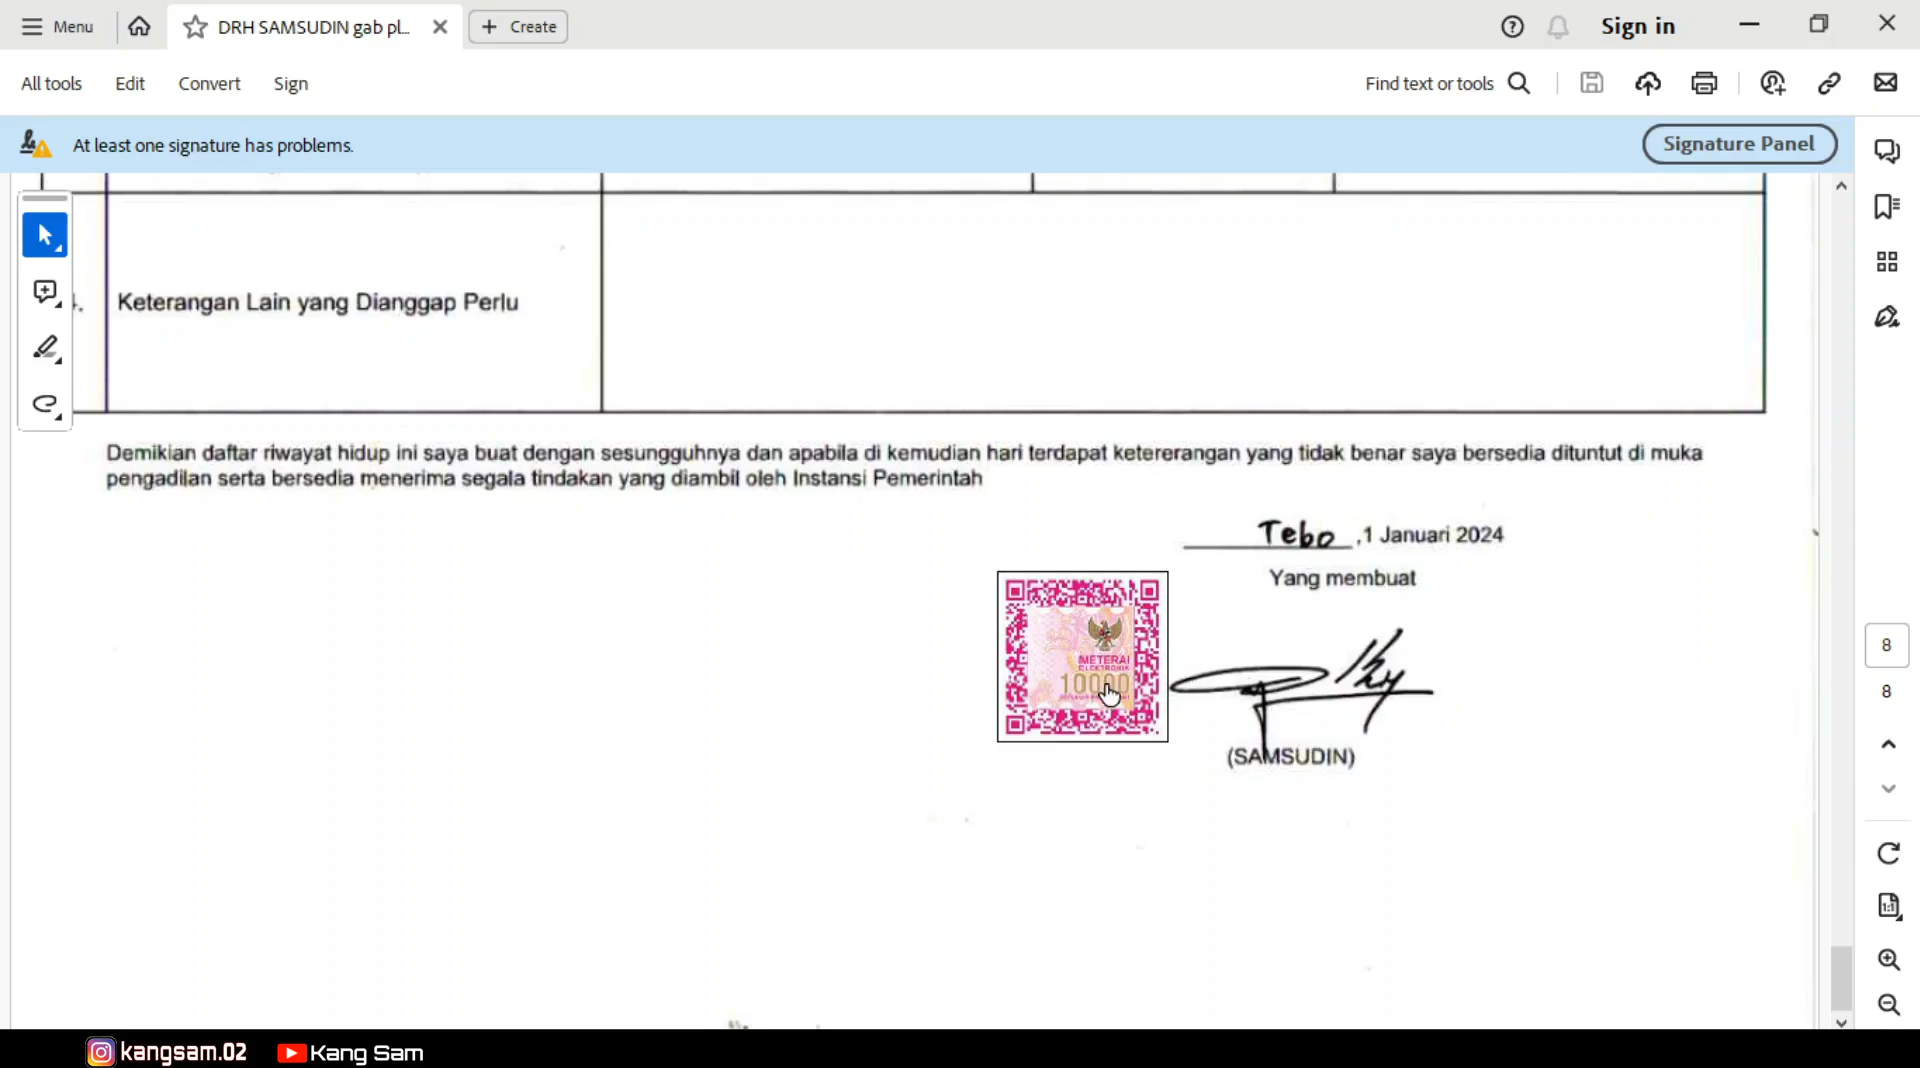 Menu
DRH SAMSUDIN gab pl...
Create
Sign in
All tools
Edit
Convert
Sign
Find text or tools
At least one signature has problems.
Signature Panel
Keterangan Lain yang Dianggap Perlu
Demikian daftar riwayat hidup ini saya buat dengan sesungguhnya dan apabila di kemudian hari terdapat ketererangan yang tidak benar saya bersedia dituntut di muka
pengadilan serta bersedia menerima segala tindakan yang diambil oleh Instansi Pemerintah
Tebo ,1 Januari 2024
Yang membuat
METERAI
ELEKTRONIK
10000
(SAMSUDIN)
8
8
kangsam.02
Kang Sam